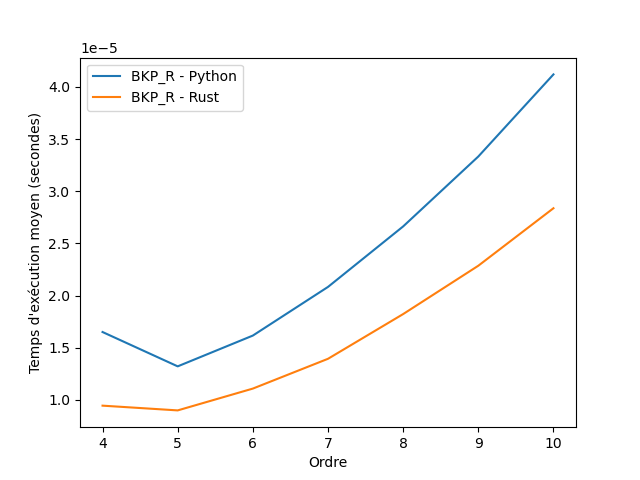 1e−5
BKP_R - Python
BKP_R - Rust
4.0
3.5
3.0
2.5
2.0
1.5
1.0
Temps d'exécution moyen (secondes)
4 5 6 7 8 9 10
Ordre